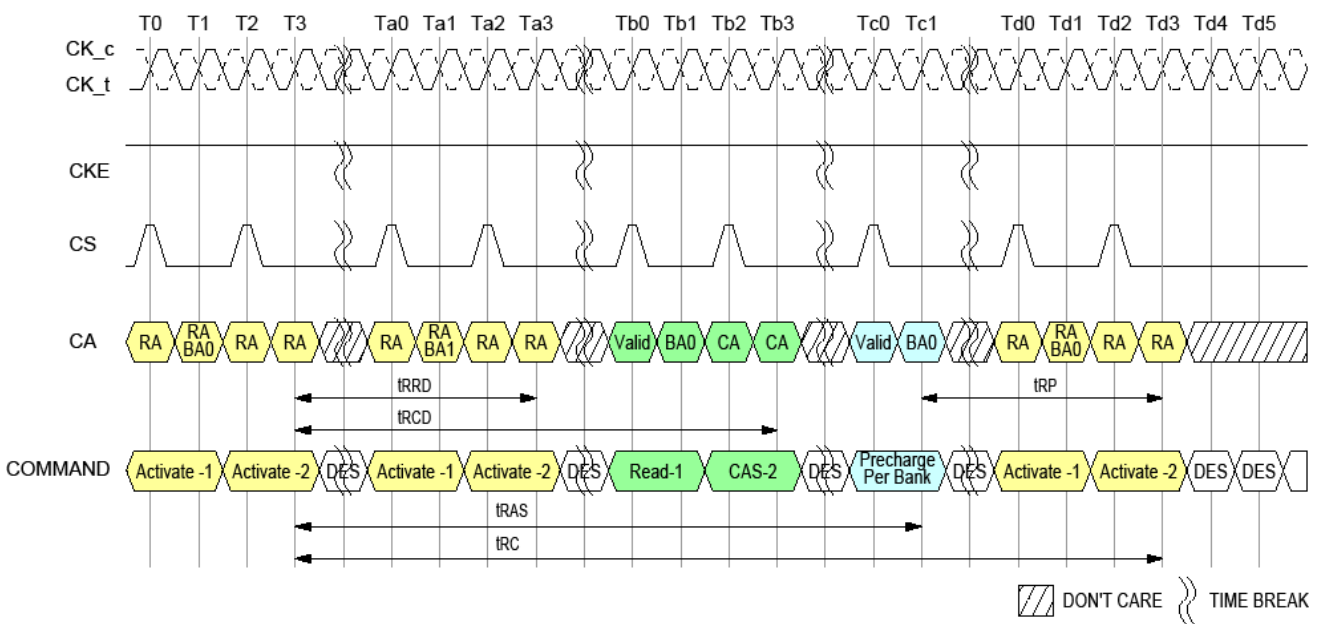 T0 T1 T2 T3 Ta0 Ta1 Ta2 Ta3 Tb0 Tb1 Tb2 Tb3 Tc0 Tc1 Td0 Td1 Td2 Td3 Td4 Td5
CK_c
CK_t
CKE
CS
CA RA RA BA0 RA RA RA RA BA1 RA RA Valid BA0 CA CA Valid BA0 RA RA BA0 RA RA
tRRD tRP
tRCD
COMMAND Activate -1 Activate -2 DES Activate -1 Activate -2 DES Read-1 CAS-2 DES Precharge Per Bank DES Activate -1 Activate -2 DES DES
tRAS
tRC
DON'T CARE TIME BREAK